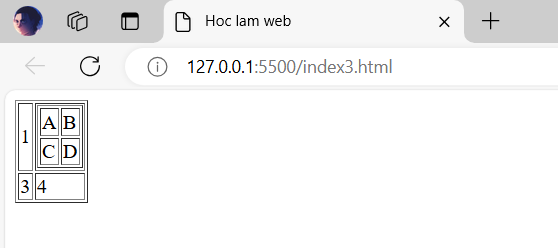 Hoc lam web
127.0.0.1:5500/index3.html
1
A B
C D
3 4